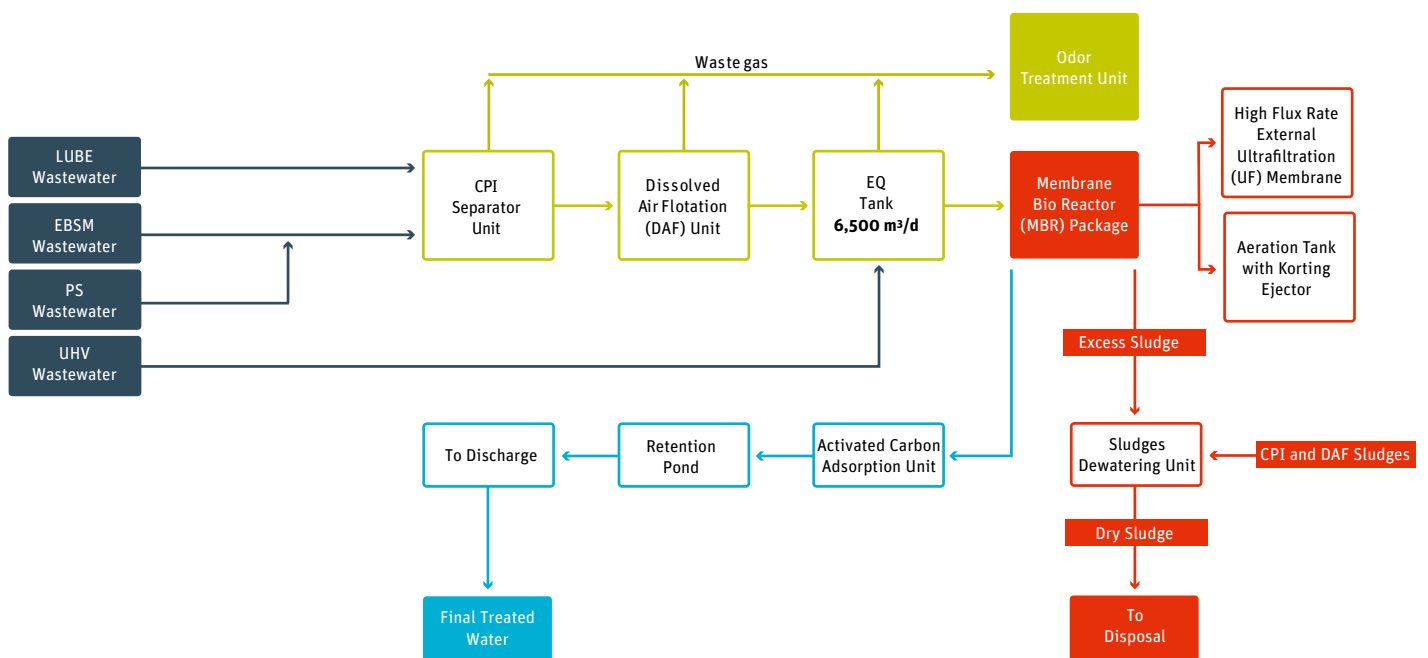 Waste gas
Odor
Treatment Unit
LUBE
Wastewater
EBSM
Wastewater
PS
Wastewater
UHV
Wastewater
CPI
Separator
Unit
Dissolved
Air Flotation
(DAF) Unit
EQ
Tank
6,500 m³/d
Membrane
Bio Reactor
(MBR) Package
High Flux Rate
External
Ultrafiltration
(UF) Membrane
Aeration Tank
with Korting
Ejector
Excess Sludge
To Discharge
Retention
Pond
Activated Carbon
Adsorption Unit
Sludges
Dewatering Unit
CPI and DAF Sludges
Dry Sludge
Final Treated
Water
To
Disposal